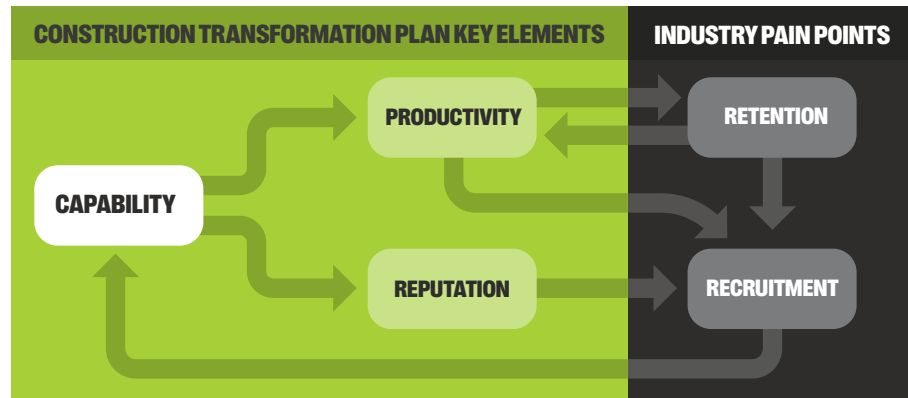 CONSTRUCTION TRANSFORMATION PLAN KEY ELEMENTS
INDUSTRY PAIN POINTS
PRODUCTIVITY
RETENTION
CAPABILITY
REPUTATION
RECRUITMENT